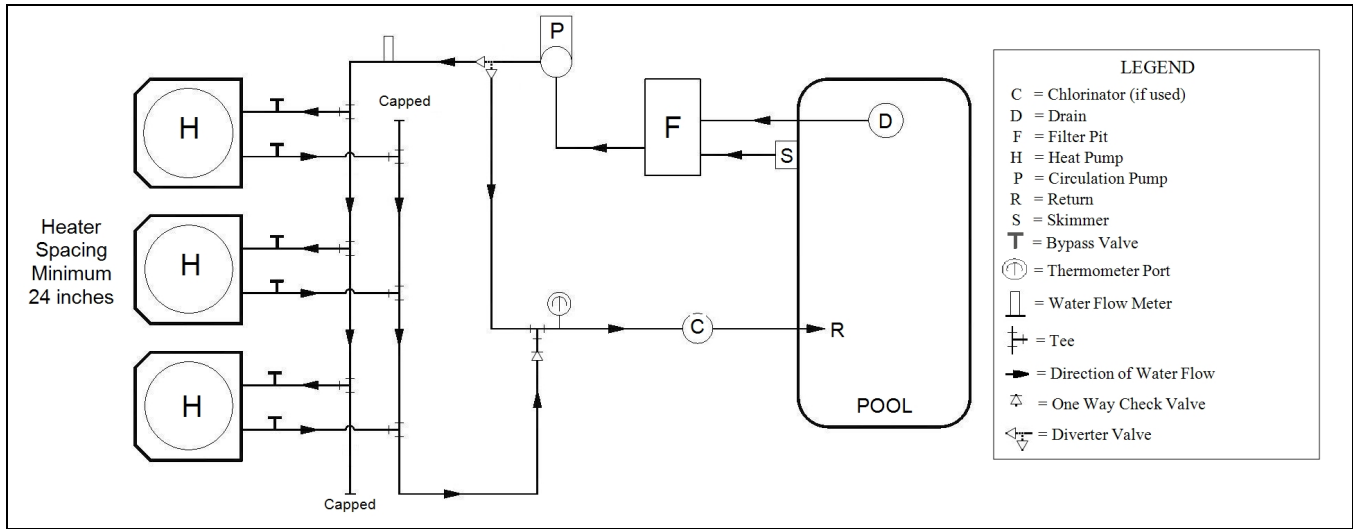 P
Capped
H
F
D
S
Heater
Spacing
Minimum
24 inches
H
C
R
H
POOL
Capped
LEGEND
C = Chlorinator (if used)
D = Drain
F = Filter Pit
H = Heat Pump
P = Circulation Pump
R = Return
S = Skimmer
= Bypass Valve
= Thermometer Port
= Water Flow Meter
= Tee
= Direction of Water Flow
= One Way Check Valve
= Diverter Valve